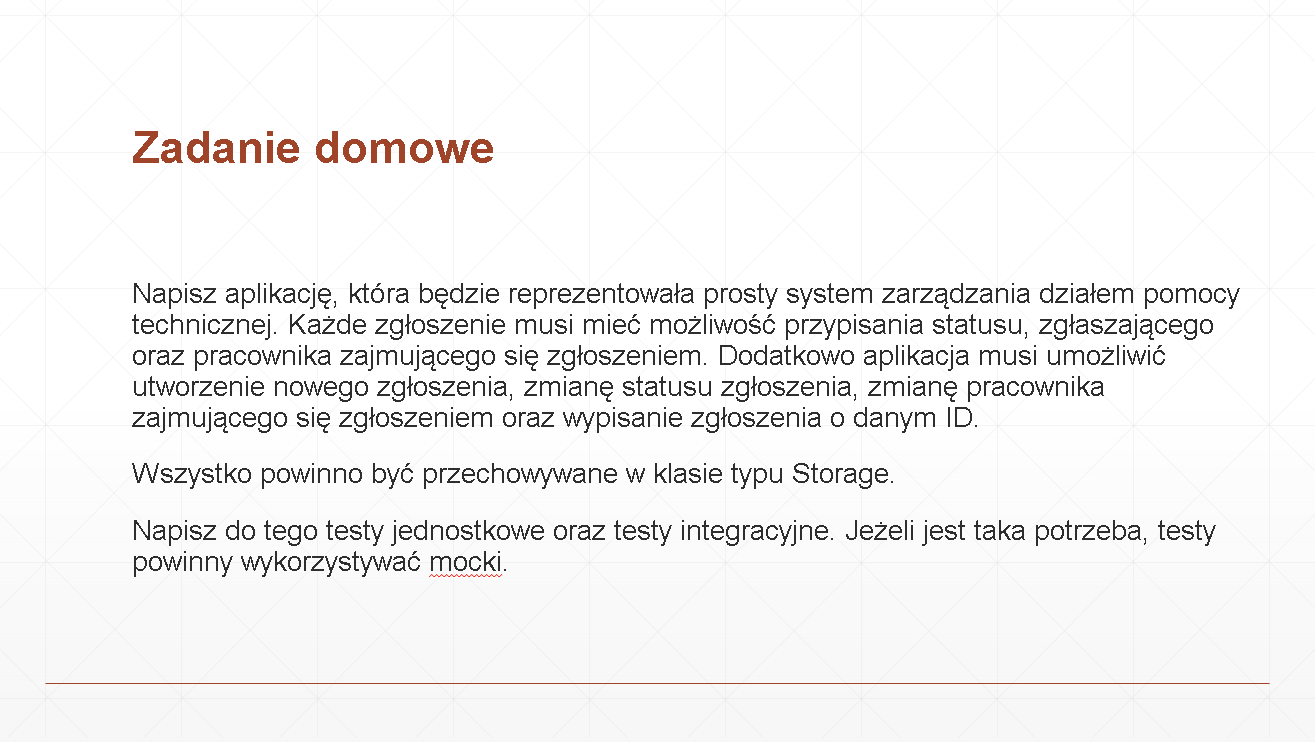 Zadanie domowe
Napisz aplikację, która będzie reprezentowała prosty system zarządzania działem pomocy
technicznej. Każde zgłoszenie musi mieć możliwość przypisania statusu, zgłaszającego
oraz pracownika zajmującego się zgłoszeniem. Dodatkowo aplikacja musi umożliwić
utworzenie nowego zgłoszenia, zmianę statusu zgłoszenia, zmianę pracownika
zajmującego się zgłoszeniem oraz wypisanie zgłoszenia o danym ID.
Wszystko powinno być przechowywane w klasie typu Storage.
Napisz do tego testy jednostkowe oraz testy integracyjne. Jeżeli jest taka potrzeba, testy
powinny wykorzystywać mocki.